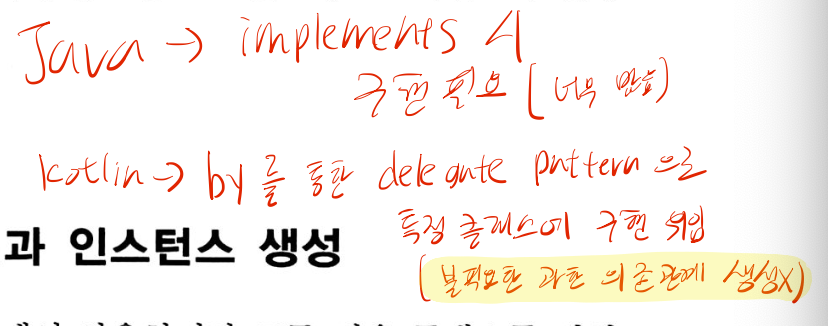 Java → implements 시
구현 필요 (너무 많음)
Kotlin → by를 통한 delegate pattern 으로
특정 클래스에 구현 위임
과 인스턴스 생성
(불필요한 과한 의존관계 생성X)